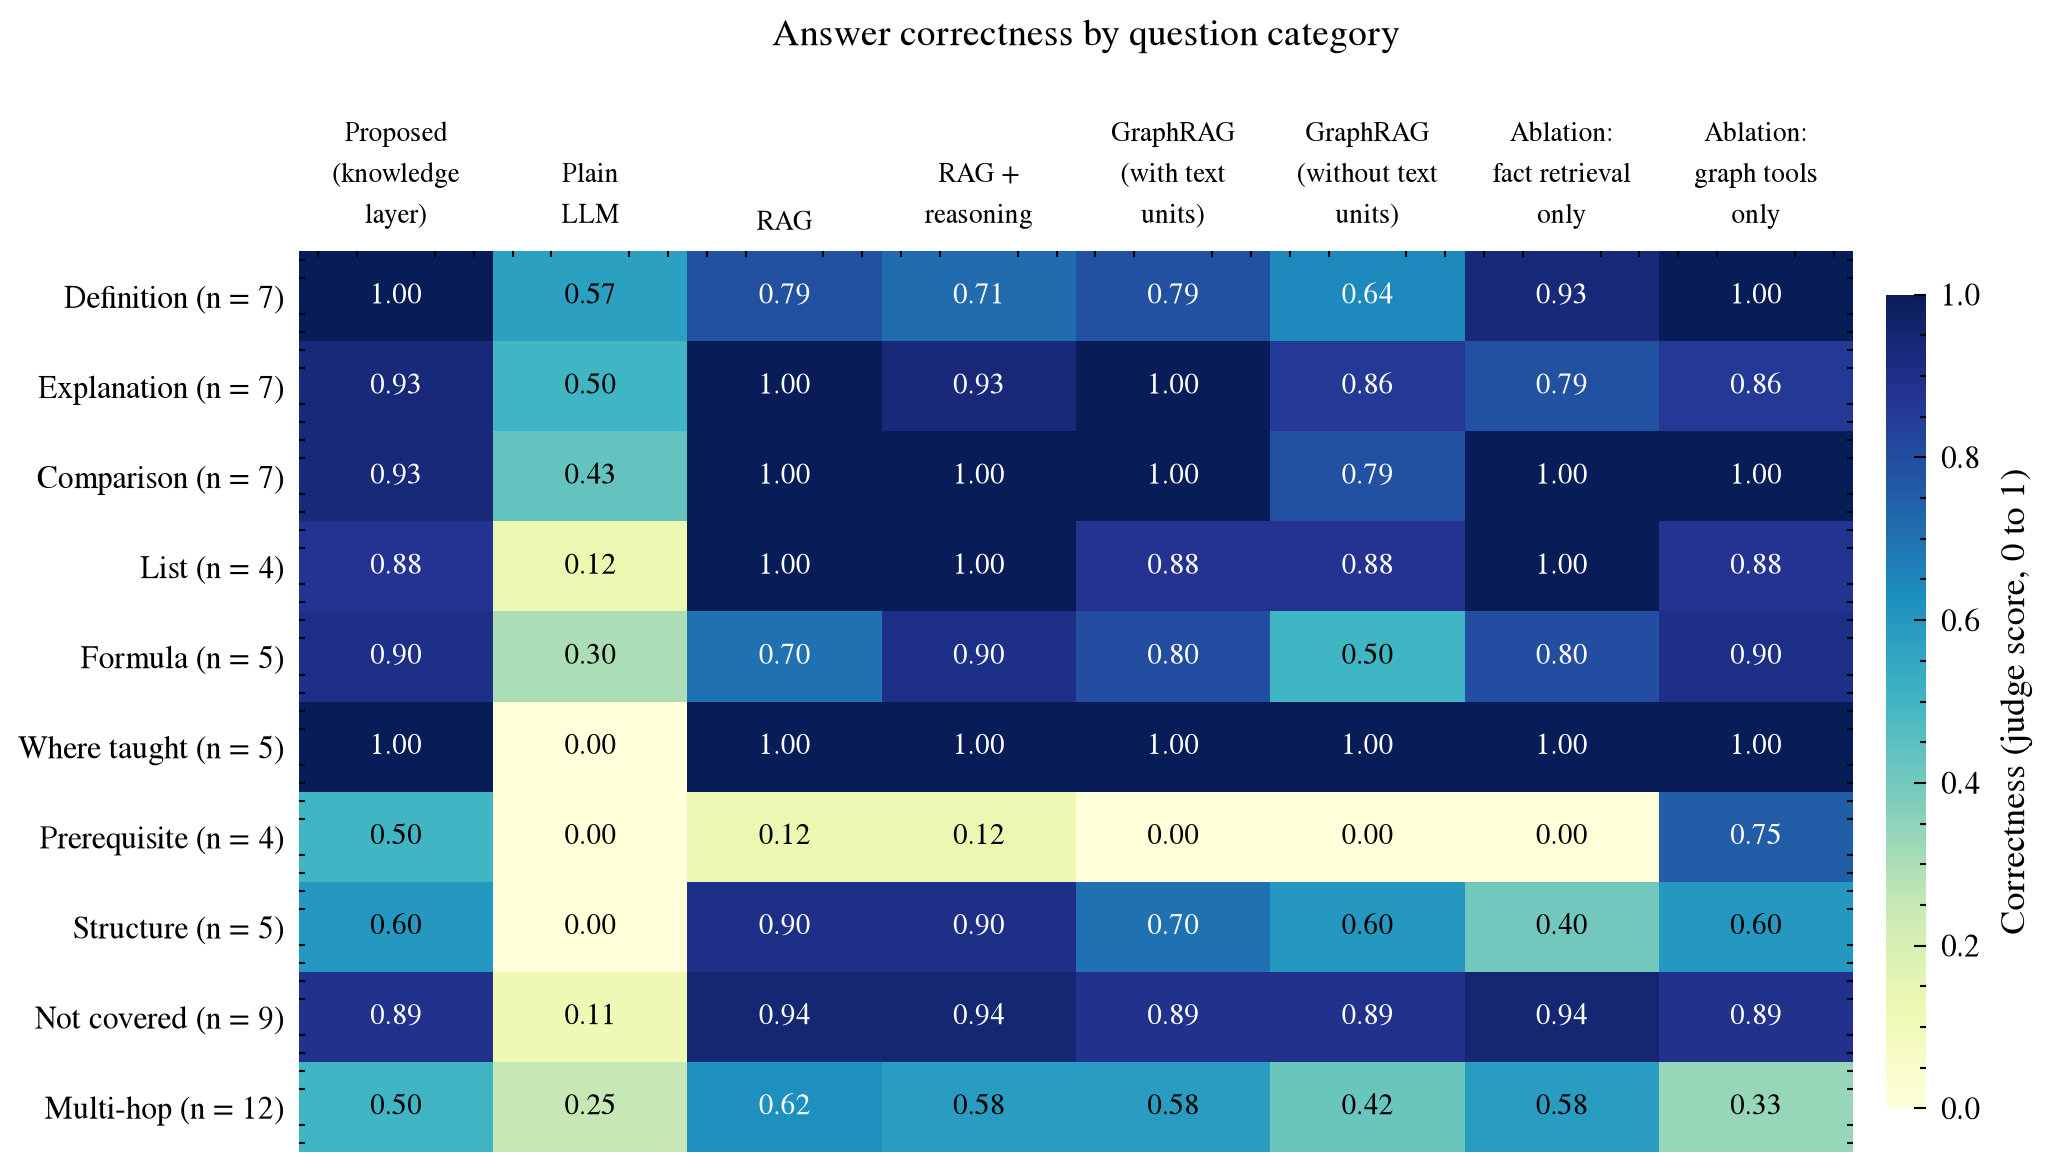 Answer correctness by question category
Proposed
(knowledge
layer)
Plain
LLM
RAG
RAG +
reasoning
GraphRAG
(with text
units)
GraphRAG
(without text
units)
Ablation:
fact retrieval
only
Ablation:
graph tools
only
Definition (n = 7) 1.00 0.57 0.79 0.71 0.79 0.64 0.93 1.00
Explanation (n = 7) 0.93 0.50 1.00 0.93 1.00 0.86 0.79 0.86
Comparison (n = 7) 0.93 0.43 1.00 1.00 1.00 0.79 1.00 1.00
List (n = 4) 0.88 0.12 1.00 1.00 0.88 0.88 1.00 0.88
Formula (n = 5) 0.90 0.30 0.70 0.90 0.80 0.50 0.80 0.90
Where taught (n = 5) 1.00 0.00 1.00 1.00 1.00 1.00 1.00 1.00
Prerequisite (n = 4) 0.50 0.00 0.12 0.12 0.00 0.00 0.00 0.75
Structure (n = 5) 0.60 0.00 0.90 0.90 0.70 0.60 0.40 0.60
Not covered (n = 9) 0.89 0.11 0.94 0.94 0.89 0.89 0.94 0.89
Multi-hop (n = 12) 0.50 0.25 0.62 0.58 0.58 0.42 0.58 0.33
1.0
0.8
0.6
0.4
0.2
0.0
Correctness (judge score, 0 to 1)